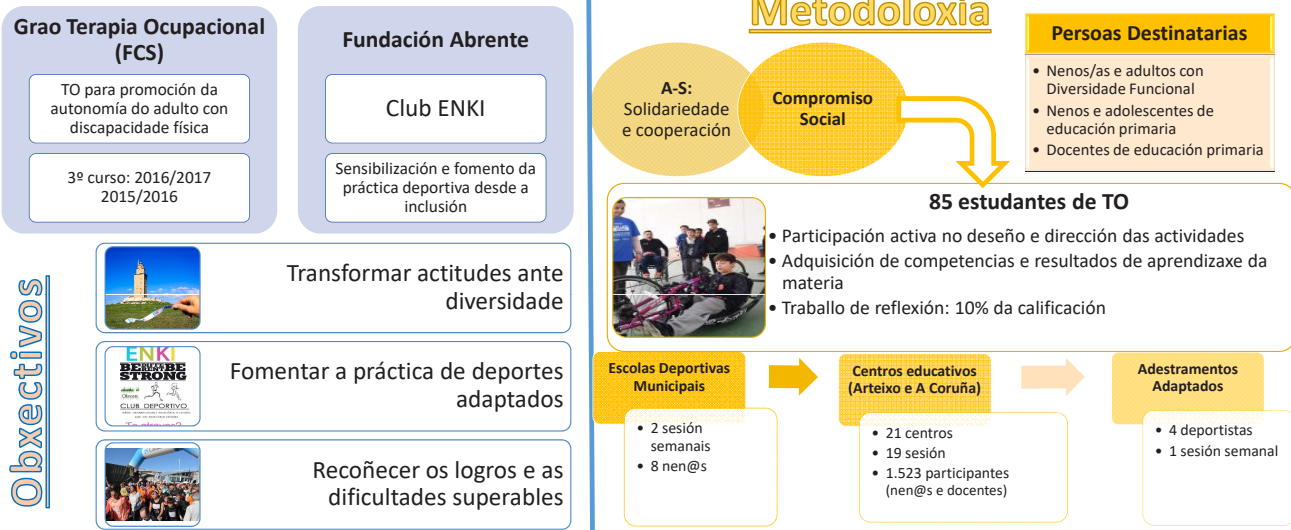 Grao Terapia Ocupacional
(FCS)
TO para promoción da
autonomía do adulto con
discapacidade física
3º curso: 2016/2017
2015/2016
Fundación Abrente
Club ENKI
Sensibilización e fomento da
práctica deportiva desde a
inclusión
Obxectivos
Transformar actitudes ante
diversidade
ENKI
STRONG
CLUB DEPORTIVO
Fomentar a práctica de deportes
adaptados
Recoñecer os logros e as
dificultades superables
Metodoloxía
A-S:
Solidariedade
e cooperación
Compromiso
Social
Persoas Destinatarias
• Nenos/as e adultos con
Diversidade Funcional
• Nenos e adolescentes de
educación primaria
• Docentes de educación primaria
85 estudantes de TO
• Participación activa no deseño e dirección das actividades
• Adquisición de competencias e resultados de aprendizaxe da
materia
• Traballo de reflexión: 10% da calificación
Escolas Deportivas
Municipais
• 2 sesión
semanais
• 8 nen@s
Centros educativos
(Arteixo e A Coruña)
• 21 centros
• 19 sesión
• 1.523 participantes
(nen@s e docentes)
Adestramentos
Adaptados
• 4 deportistas
• 1 sesión semanal